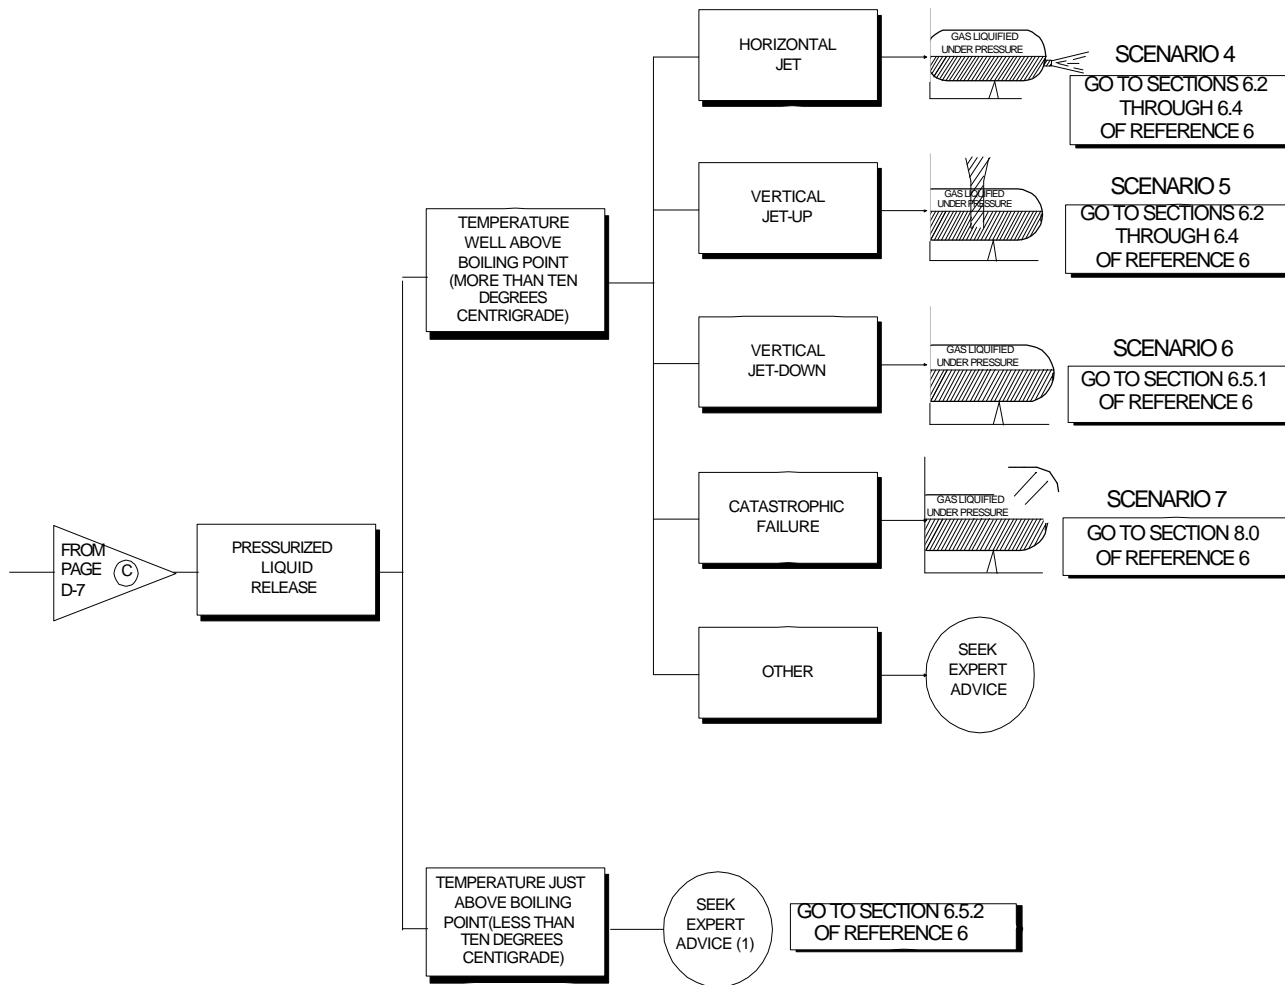 HORIZONTAL
JET
GAS LIQUIFIED
UNDER PRESSURE
SCENARIO 4
GO TO SECTIONS 6.2
THROUGH 6.4
OF REFERENCE 6
VERTICAL
JET-UP
GAS LIQUIFIED
UNDER PRESSURE
SCENARIO 5
GO TO SECTIONS 6.2
THROUGH 6.4
OF REFERENCE 6
TEMPERATURE
WELL ABOVE
BOILING POINT
(MORE THAN TEN
DEGREES
CENTRIGRADE)
VERTICAL
JET-DOWN
GAS LIQUIFIED
UNDER PRESSURE
SCENARIO 6
GO TO SECTION 6.5.1
OF REFERENCE 6
CATASTROPHIC
FAILURE
GAS LIQUIFIED
UNDER PRESSURE
SCENARIO 7
GO TO SECTION 8.0
OF REFERENCE 6
FROM
PAGE
D-7
C
PRESSURIZED
LIQUID
RELEASE
OTHER
SEEK
EXPERT
ADVICE
TEMPERATURE JUST
ABOVE BOILING
POINT(LESS THAN
TEN DEGREES
CENTIGRADE)
SEEK
EXPERT
ADVICE (1)
GO TO SECTION 6.5.2
OF REFERENCE 6